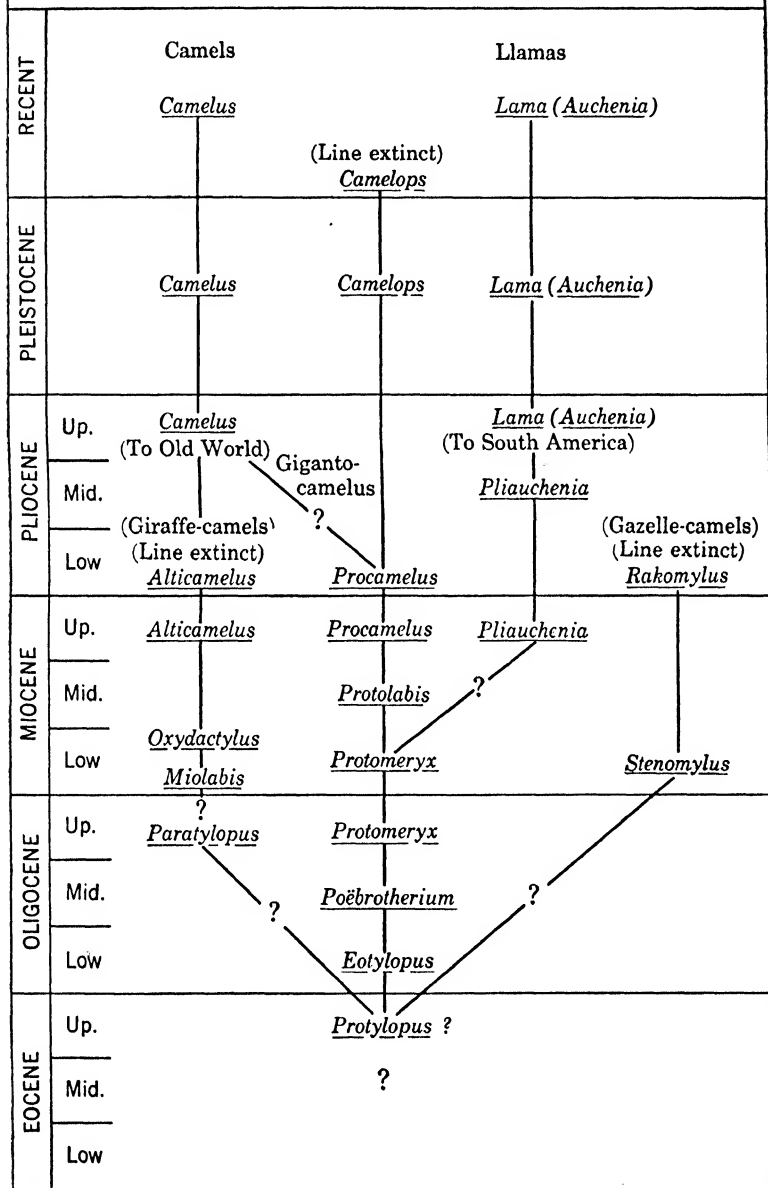 Camels Llamas
RECENT
Camelus Lama (Auchenia)
(Line extinct)
Camelops
PLEISTOCENE
Camelus Camelops Lama (Auchenia)
PLIOCENE
Up. Camelus Lama (Auchenia)
(To Old World) (To South America)
Giganto-
camelus
Mid. Pliauchenia
?
(Giraffe-camels) (Gazelle-camels)
(Line extinct) (Line extinct)
Low Alticamelus Procamelus Rakomylus
MIOCENE
Up. Alticamelus Procamelus Pliauchenia
Mid. Protolabis ?
Oxydactylus
Low Protomeryx Stenomylus
Miolabis
OLIGOCENE
?
Up. Paratylopus Protomeryx
Mid. ? Poëbrotherium ?
Low Eotylopus
EOCENE
Up. Protylopus ?
Mid. ?
Low